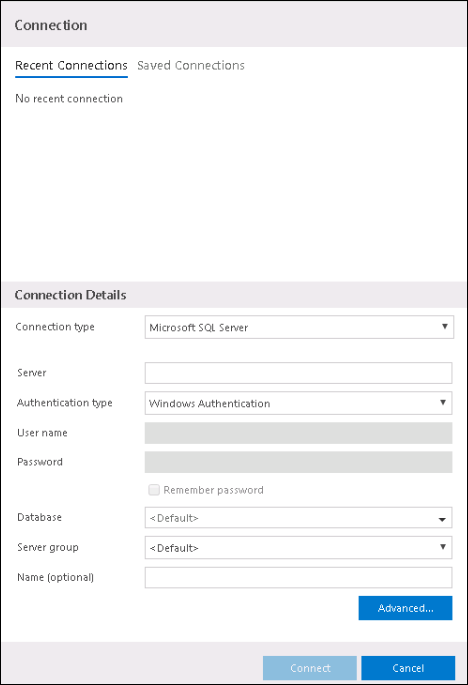 Connection
Recent Connections Saved Connections
No recent connection
Connection Details
Connection type Microsoft SQL Server
Server
Authentication type Windows Authentication
User name
Password
Remember password
Database <Default>
Server group <Default>
Name (optional)
Advanced...
Connect Cancel